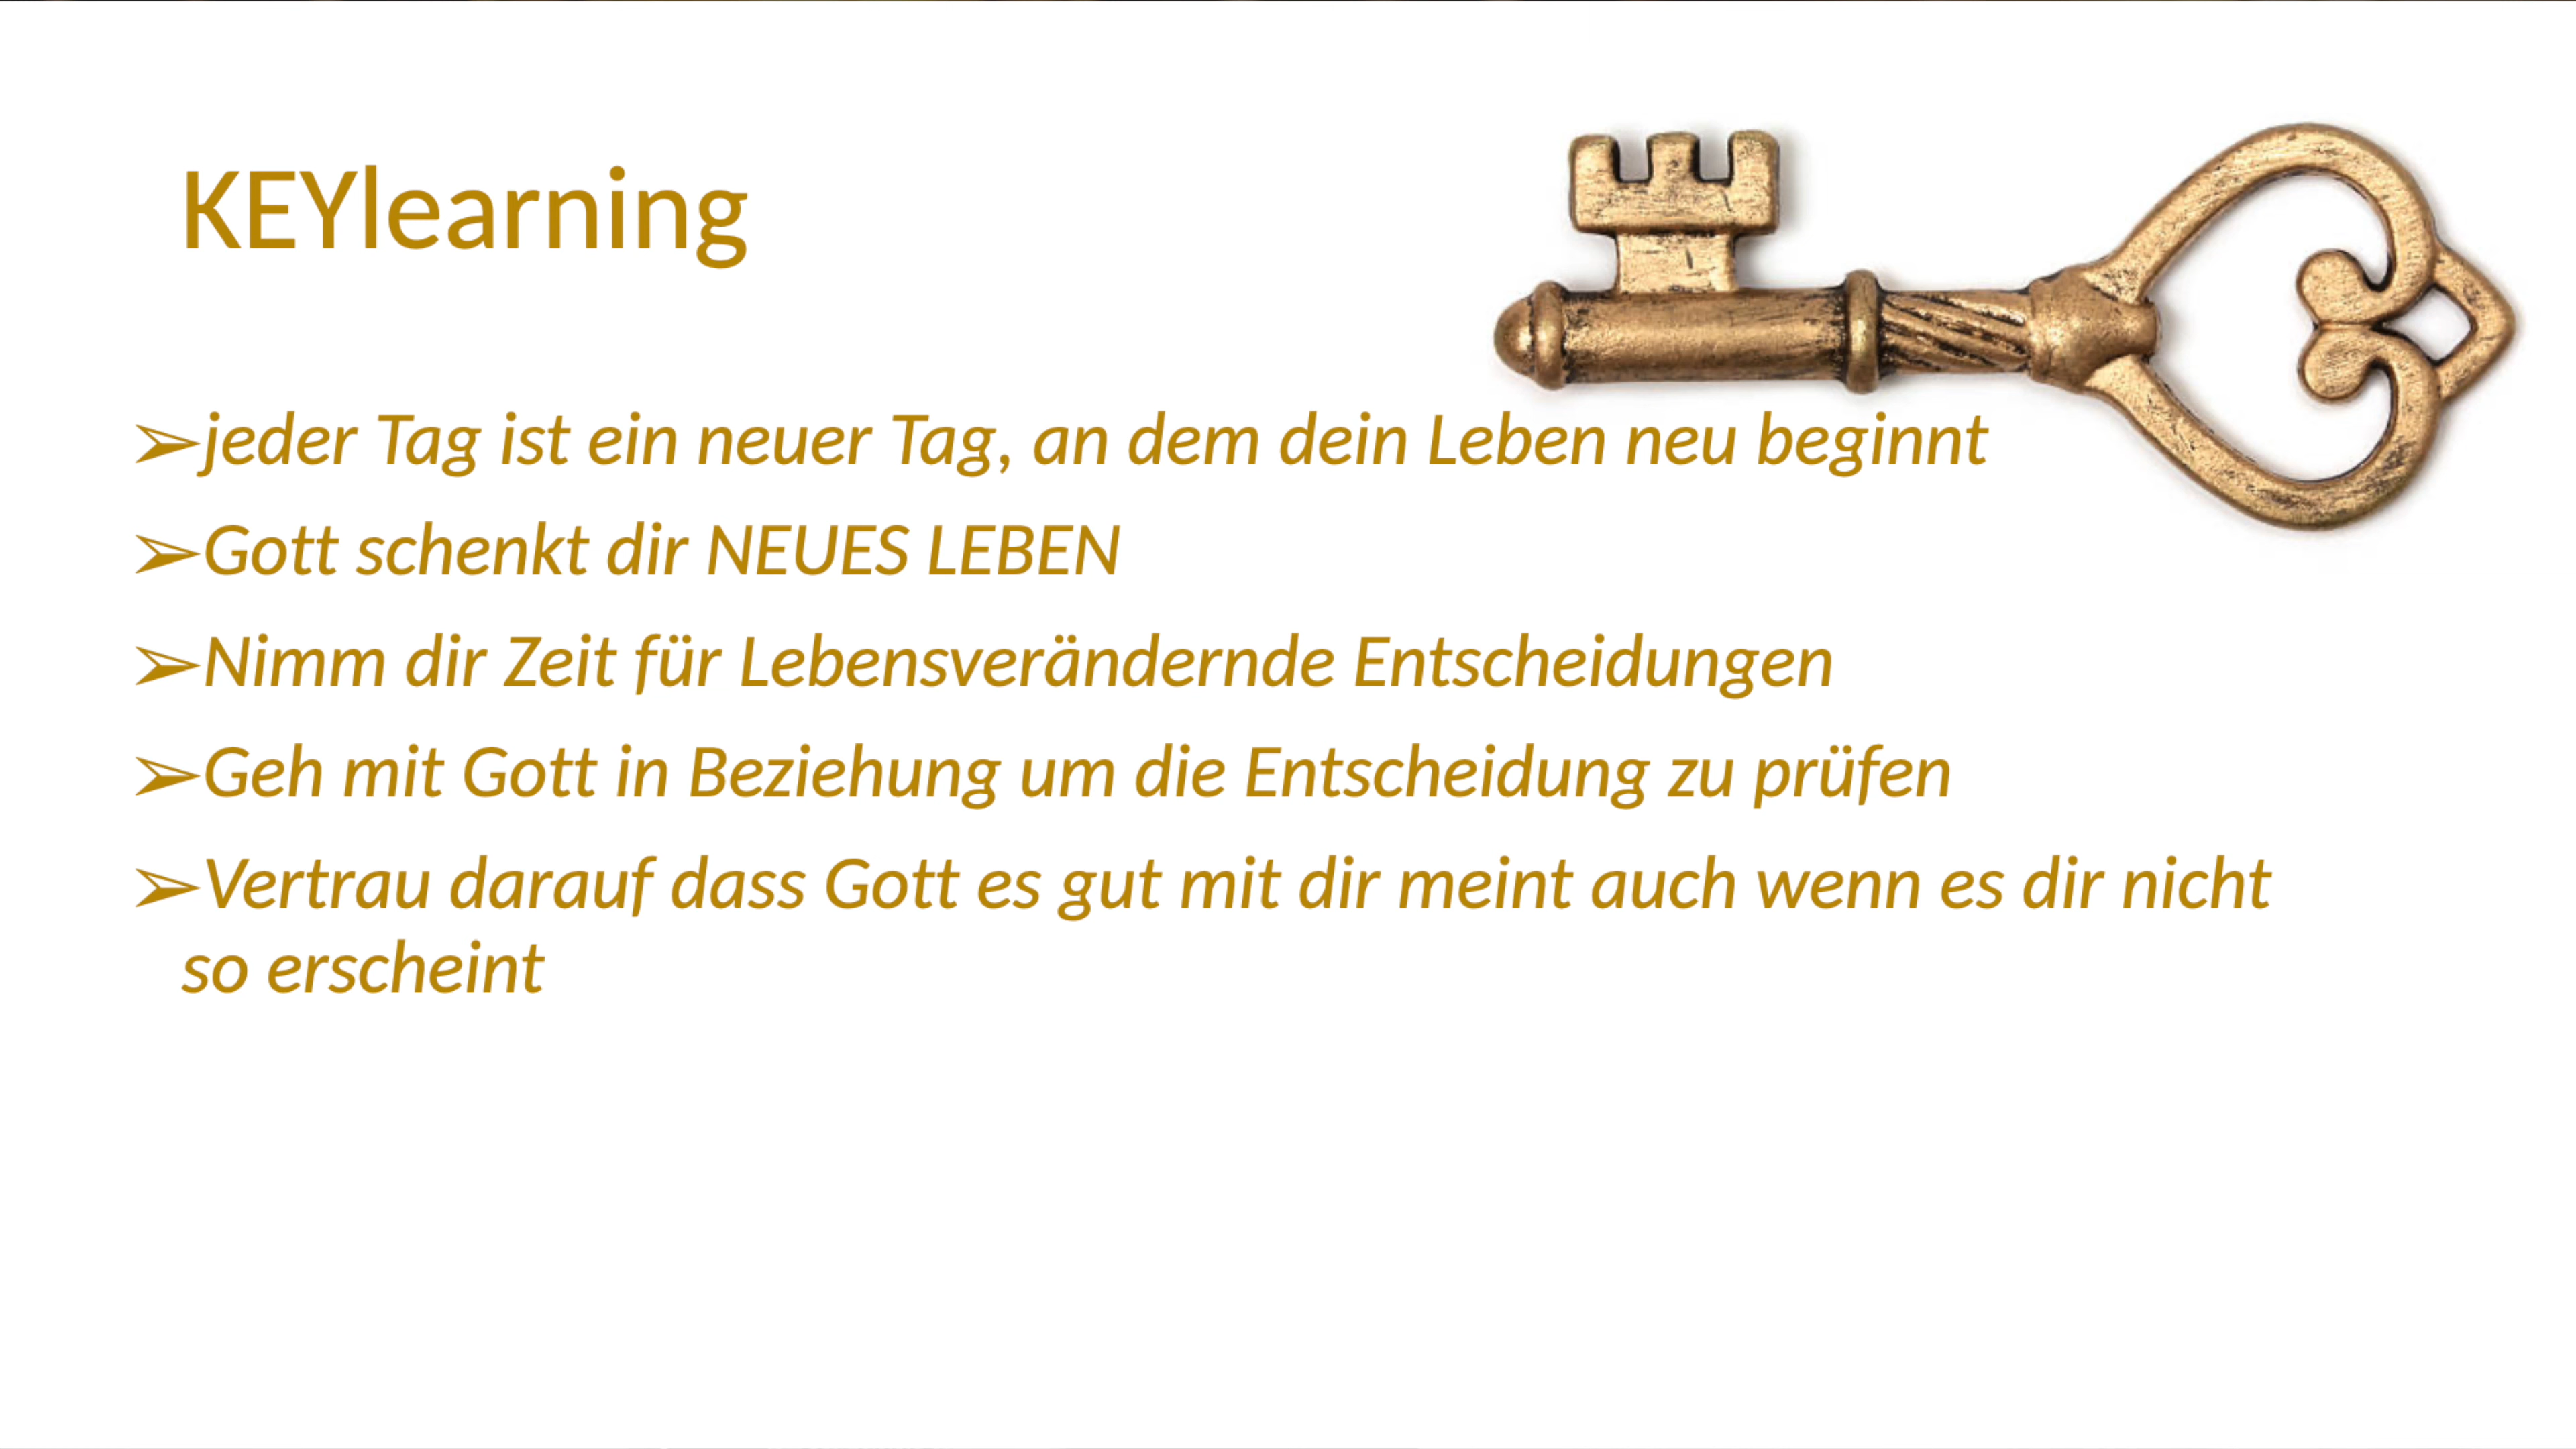 KEYlearning
➢jeder Tag ist ein neuer Tag, an dem dein Leben neu beginnt
➢Gott schenkt dir NEUES LEBEN
➢Nimm dir Zeit für Lebensverändernde Entscheidungen
➢Geh mit Gott in Beziehung um die Entscheidung zu prüfen
➢Vertrau darauf dass Gott es gut mit dir meint auch wenn es dir nicht
so erscheint